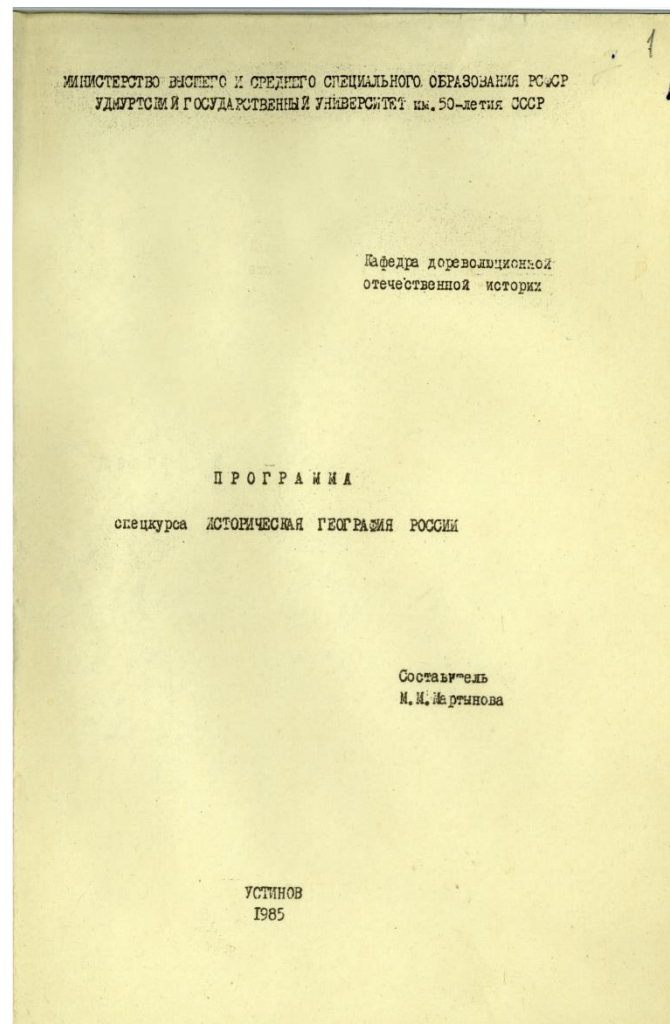 1
МИНИСТЕРСТВО ВЫСШЕГО И СРЕДНЕГО СПЕЦИАЛЬНОГО ОБРАЗОВАНИЯ РСФСР
УДМУРТСКИЙ ГОСУДАРСТВЕННЫЙ УНИВЕРСИТЕТ им.50-летия СССР
Кафедра дореволюционной
отечественной истории
ПРОГРАММА
спецкурса ИСТОРИЧЕСКАЯ ГЕОГРАФИЯ РОССИИ
Составитель
М.М.Мартынова
УСТИНОВ
1985